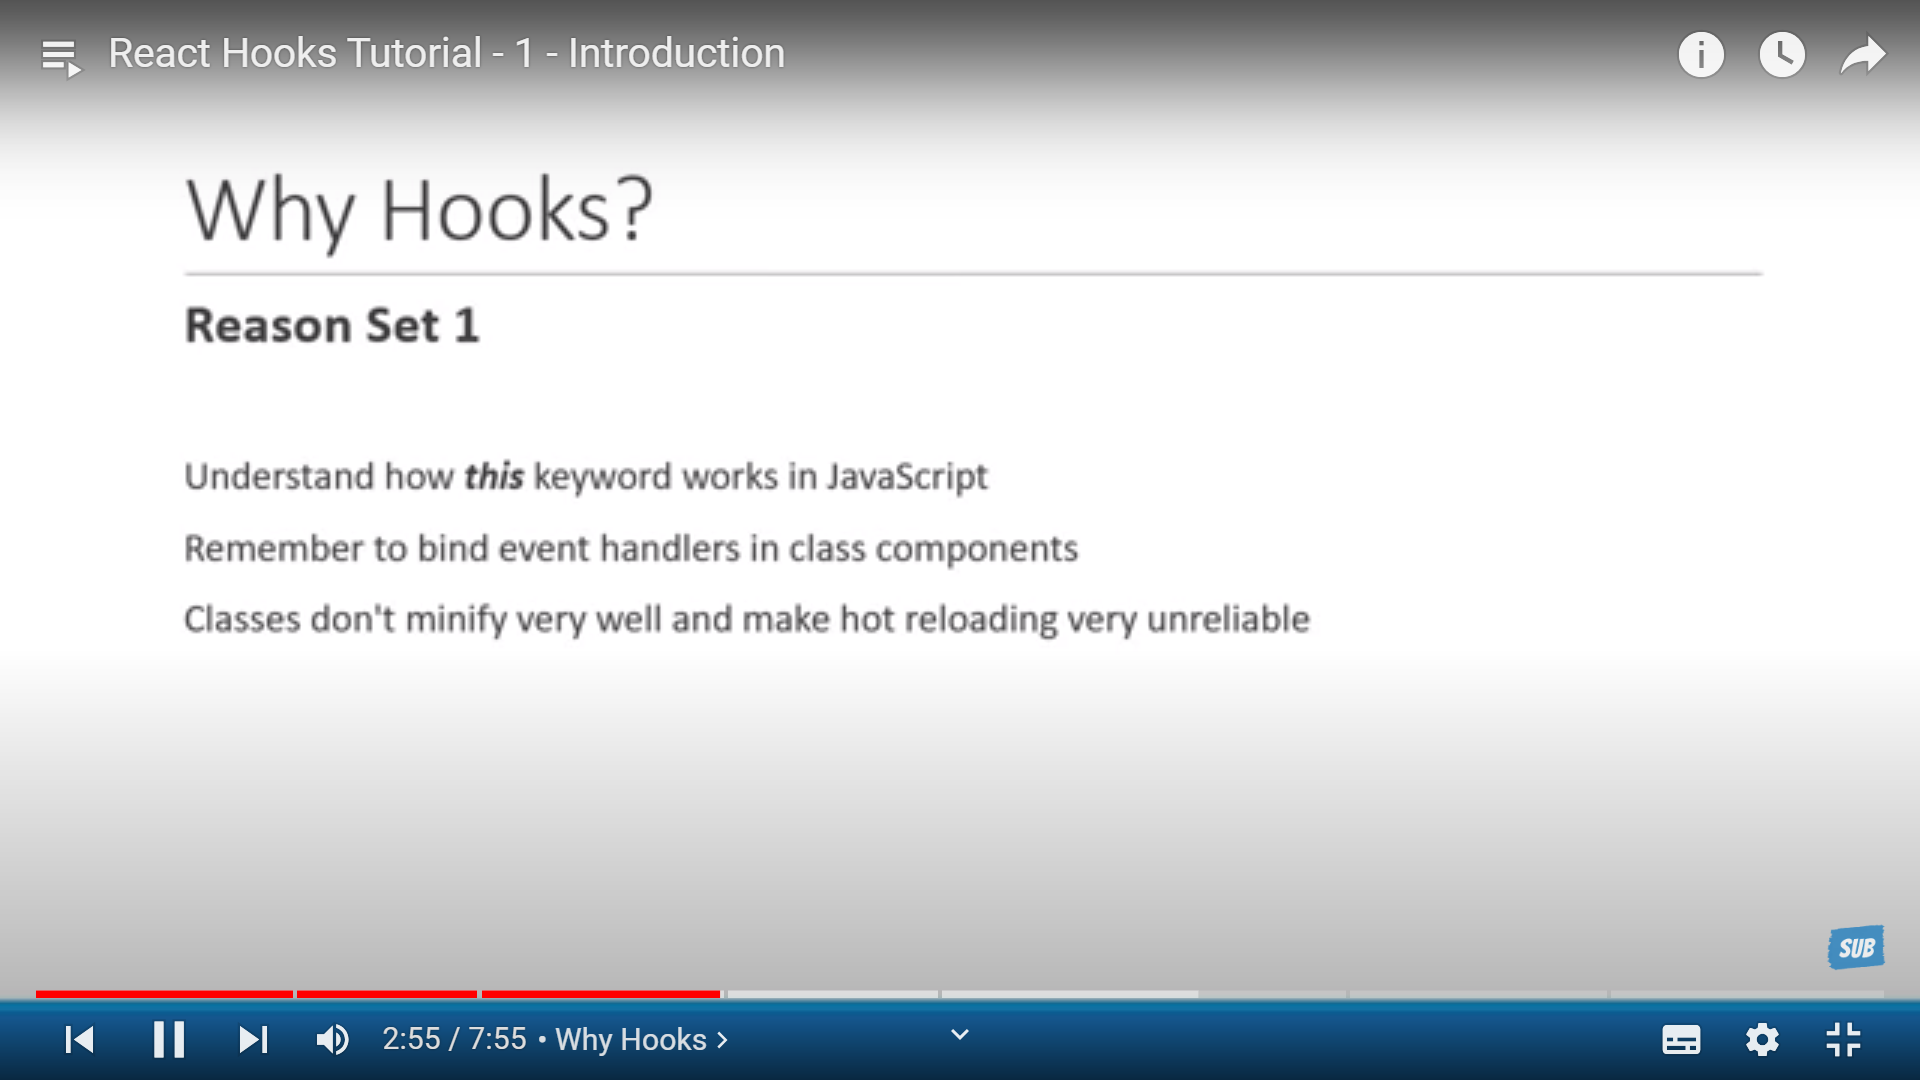 React Hooks Tutorial - 1 - Introduction
Why Hooks?
Reason Set 1
Understand how this keyword works in JavaScript
Remember to bind event handlers in class components
Classes don't minify very well and make hot reloading very unreliable
SUB
2:55 / 7:55 • Why Hooks